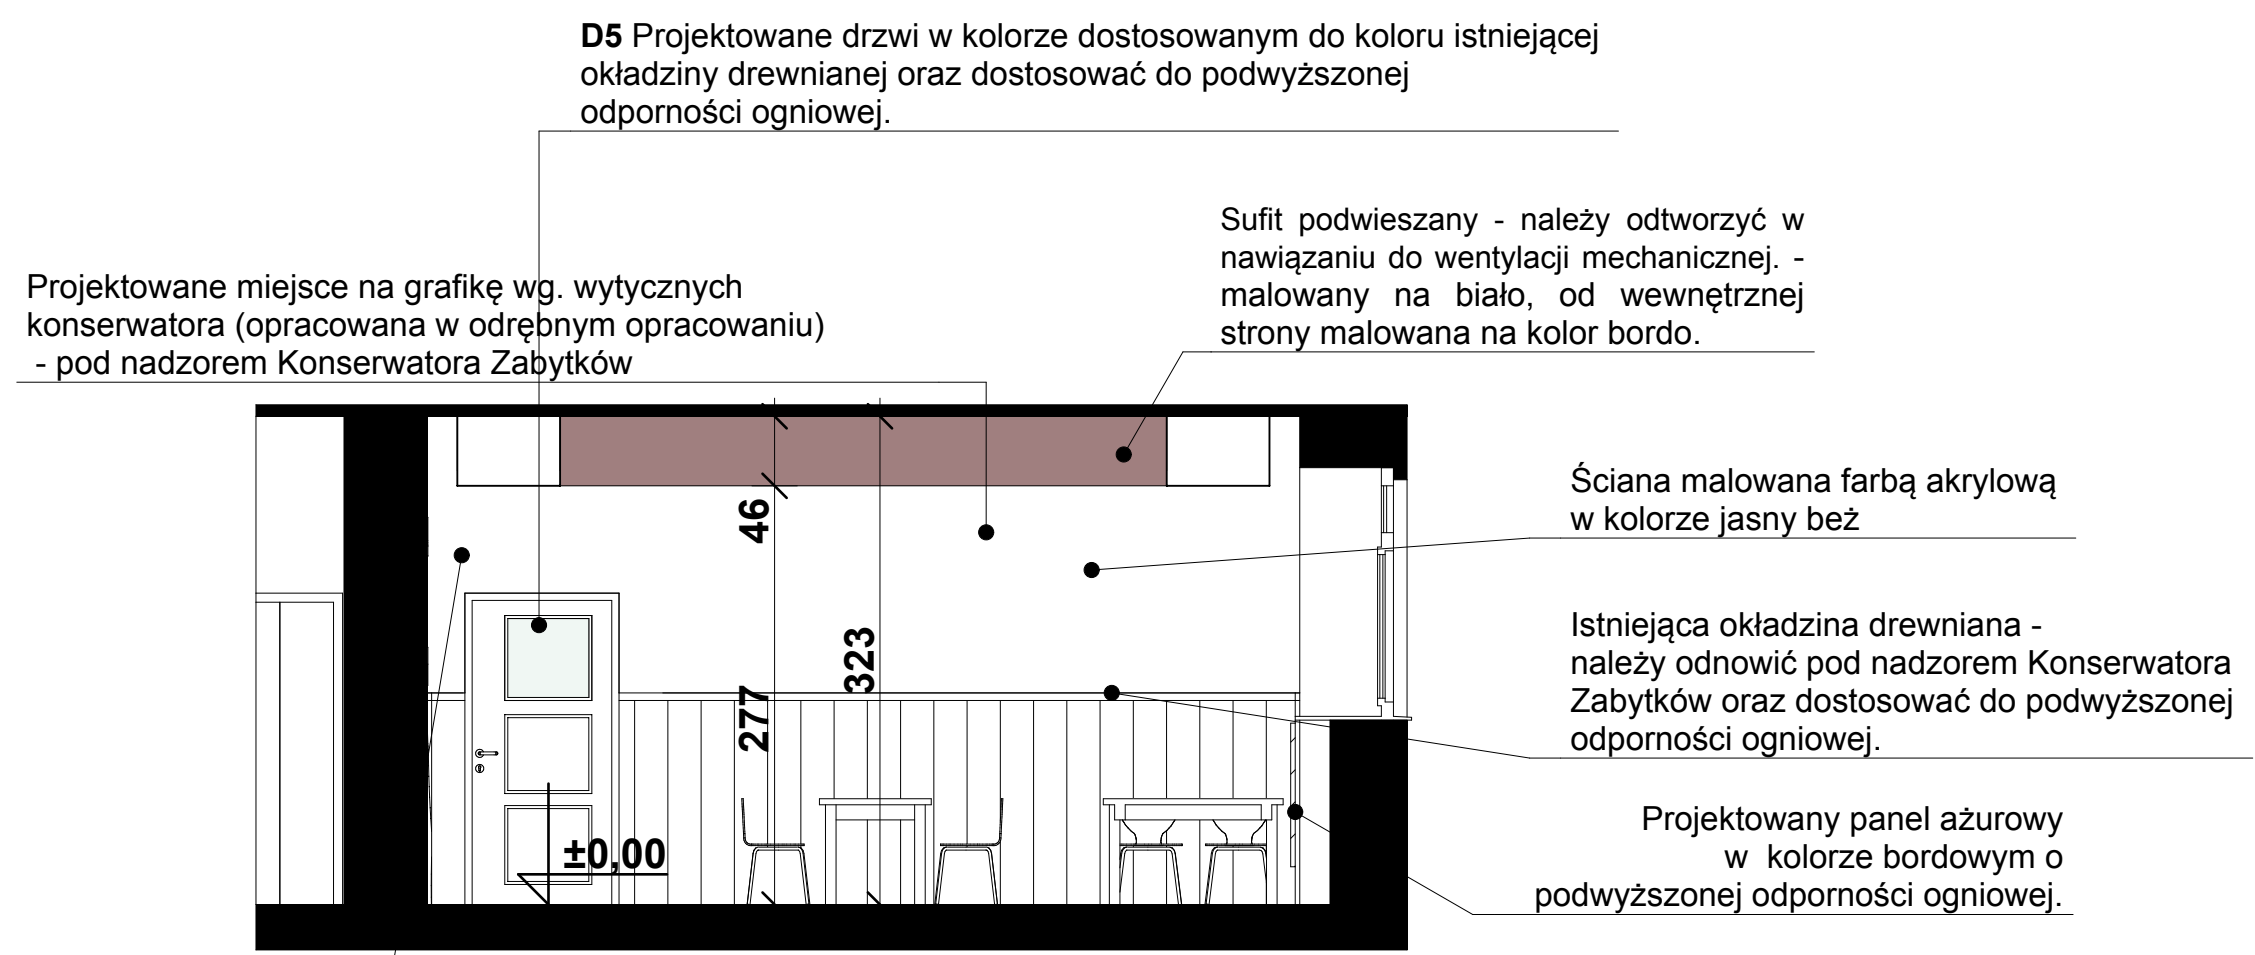 D5 Projektowane drzwi w kolorze dostosowanym do koloru istniejącej
okładziny drewnianej oraz dostosować do podwyższonej
odporności ogniowej.
Sufit podwieszany - należy odtworzyć w
nawiązaniu do wentylacji mechanicznej. -
malowany na biało, od wewnętrznej
strony malowana na kolor bordo.
Projektowane miejsce na grafikę wg. wytycznych
konserwatora (opracowana w odrębnym opracowaniu)
- pod nadzorem Konserwatora Zabytków
Ściana malowana farbą akrylową
w kolorze jasny beż
46
323
277
±0,00
Istniejąca okładzina drewniana -
należy odnowić pod nadzorem Konserwatora
Zabytków oraz dostosować do podwyższonej
odporności ogniowej.
Projektowany panel ażurowy
w kolorze bordowym o
podwyższonej odporności ogniowej.